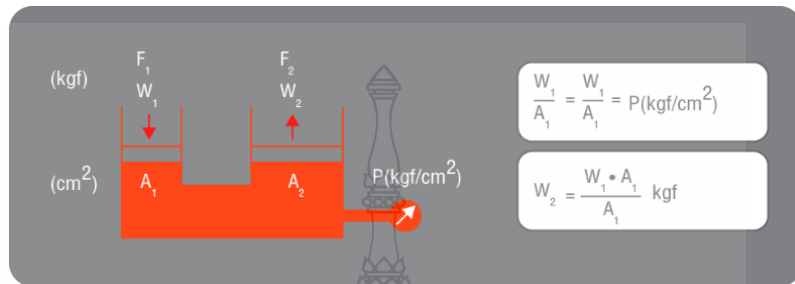 (kgf)
F₁ F₂
W₁ W₂
(cm²)
A₁ A₂
P(kgf/cm²)
W₁/A₁ = W₁/A₁ = P(kgf/cm²)
W₂ = W₁ • A₁/A₁ kgf